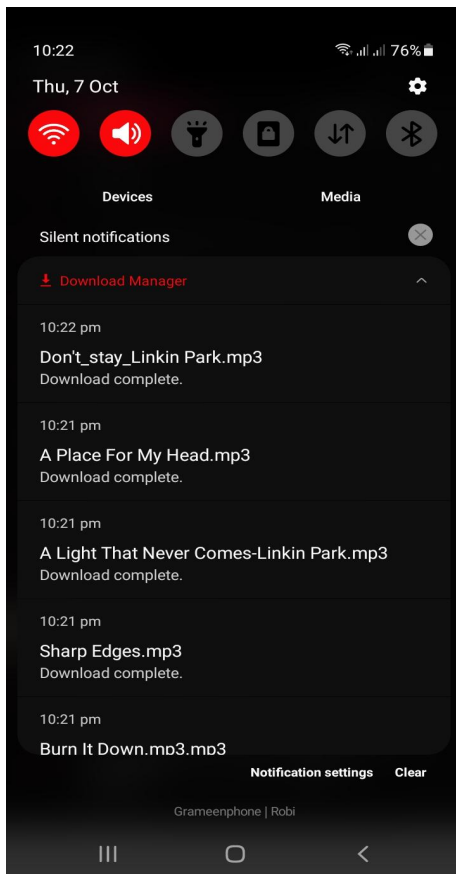 10:22
76%
Thu, 7 Oct
Devices
Media
Silent notifications
Download Manager
10:22 pm
Don't_stay_Linkin Park.mp3
Download complete.
10:21 pm
A Place For My Head.mp3
Download complete.
10:21 pm
A Light That Never Comes-Linkin Park.mp3
Download complete.
10:21 pm
Sharp Edges.mp3
Download complete.
10:21 pm
Burn It Down.mp3.mp3
Notification settings
Clear
Grameenphone | Robi